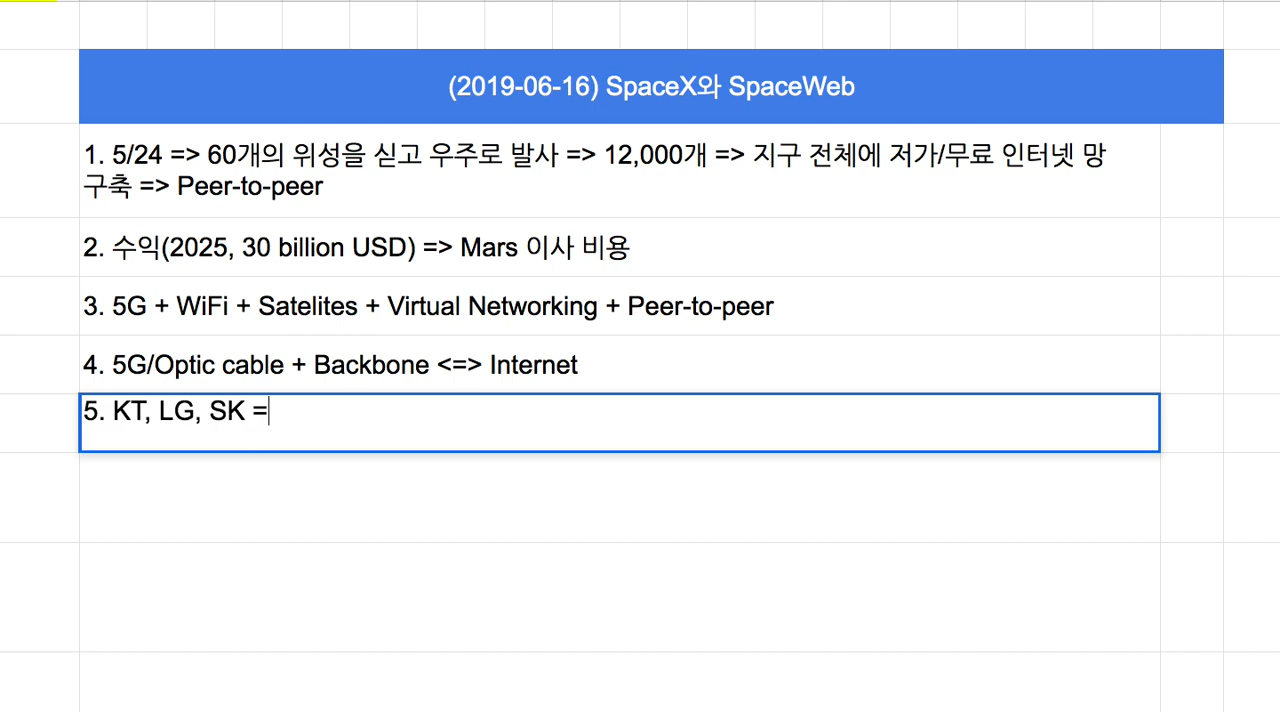 (2019-06-16) SpaceX와 SpaceWeb
1. 5/24 => 60개의 위성을 싣고 우주로 발사 => 12,000개 => 지구 전체에 저가/무료 인터넷 망
구축 => Peer-to-peer
2. 수익(2025, 30 billion USD) => Mars 이사 비용
3. 5G + WiFi + Satelites + Virtual Networking + Peer-to-peer
4. 5G/Optic cable + Backbone <=> Internet
5. KT, LG, SK =